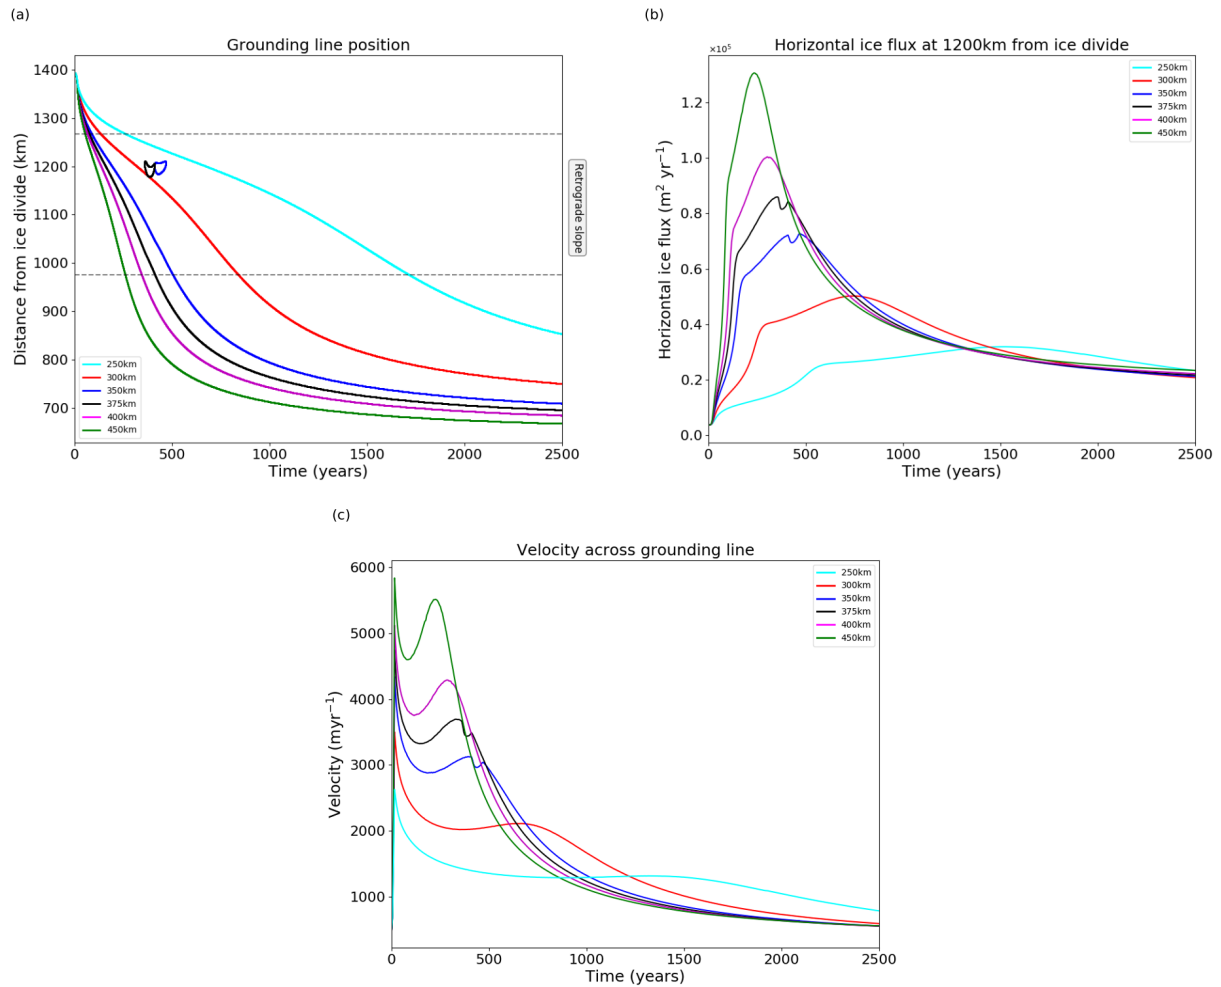 (a)
Grounding line position
Distance from ice divide (km)
1400
1300
1200
1100
1000
900
800
700
250km
300km
350km
375km
400km
450km
0
500
1000
1500
2000
2500
Time (years)
Retrograde slope
(b)
Horizontal ice flux at 1200km from ice divide
×10⁵
Horizontal ice flux (m² yr⁻¹)
1.2
1.0
0.8
0.6
0.4
0.2
0.0
250km
300km
350km
375km
400km
450km
0
500
1000
1500
2000
2500
Time (years)
(c)
Velocity across grounding line
Velocity (myr⁻¹)
6000
5000
4000
3000
2000
1000
250km
300km
350km
375km
400km
450km
0
500
1000
1500
2000
2500
Time (years)